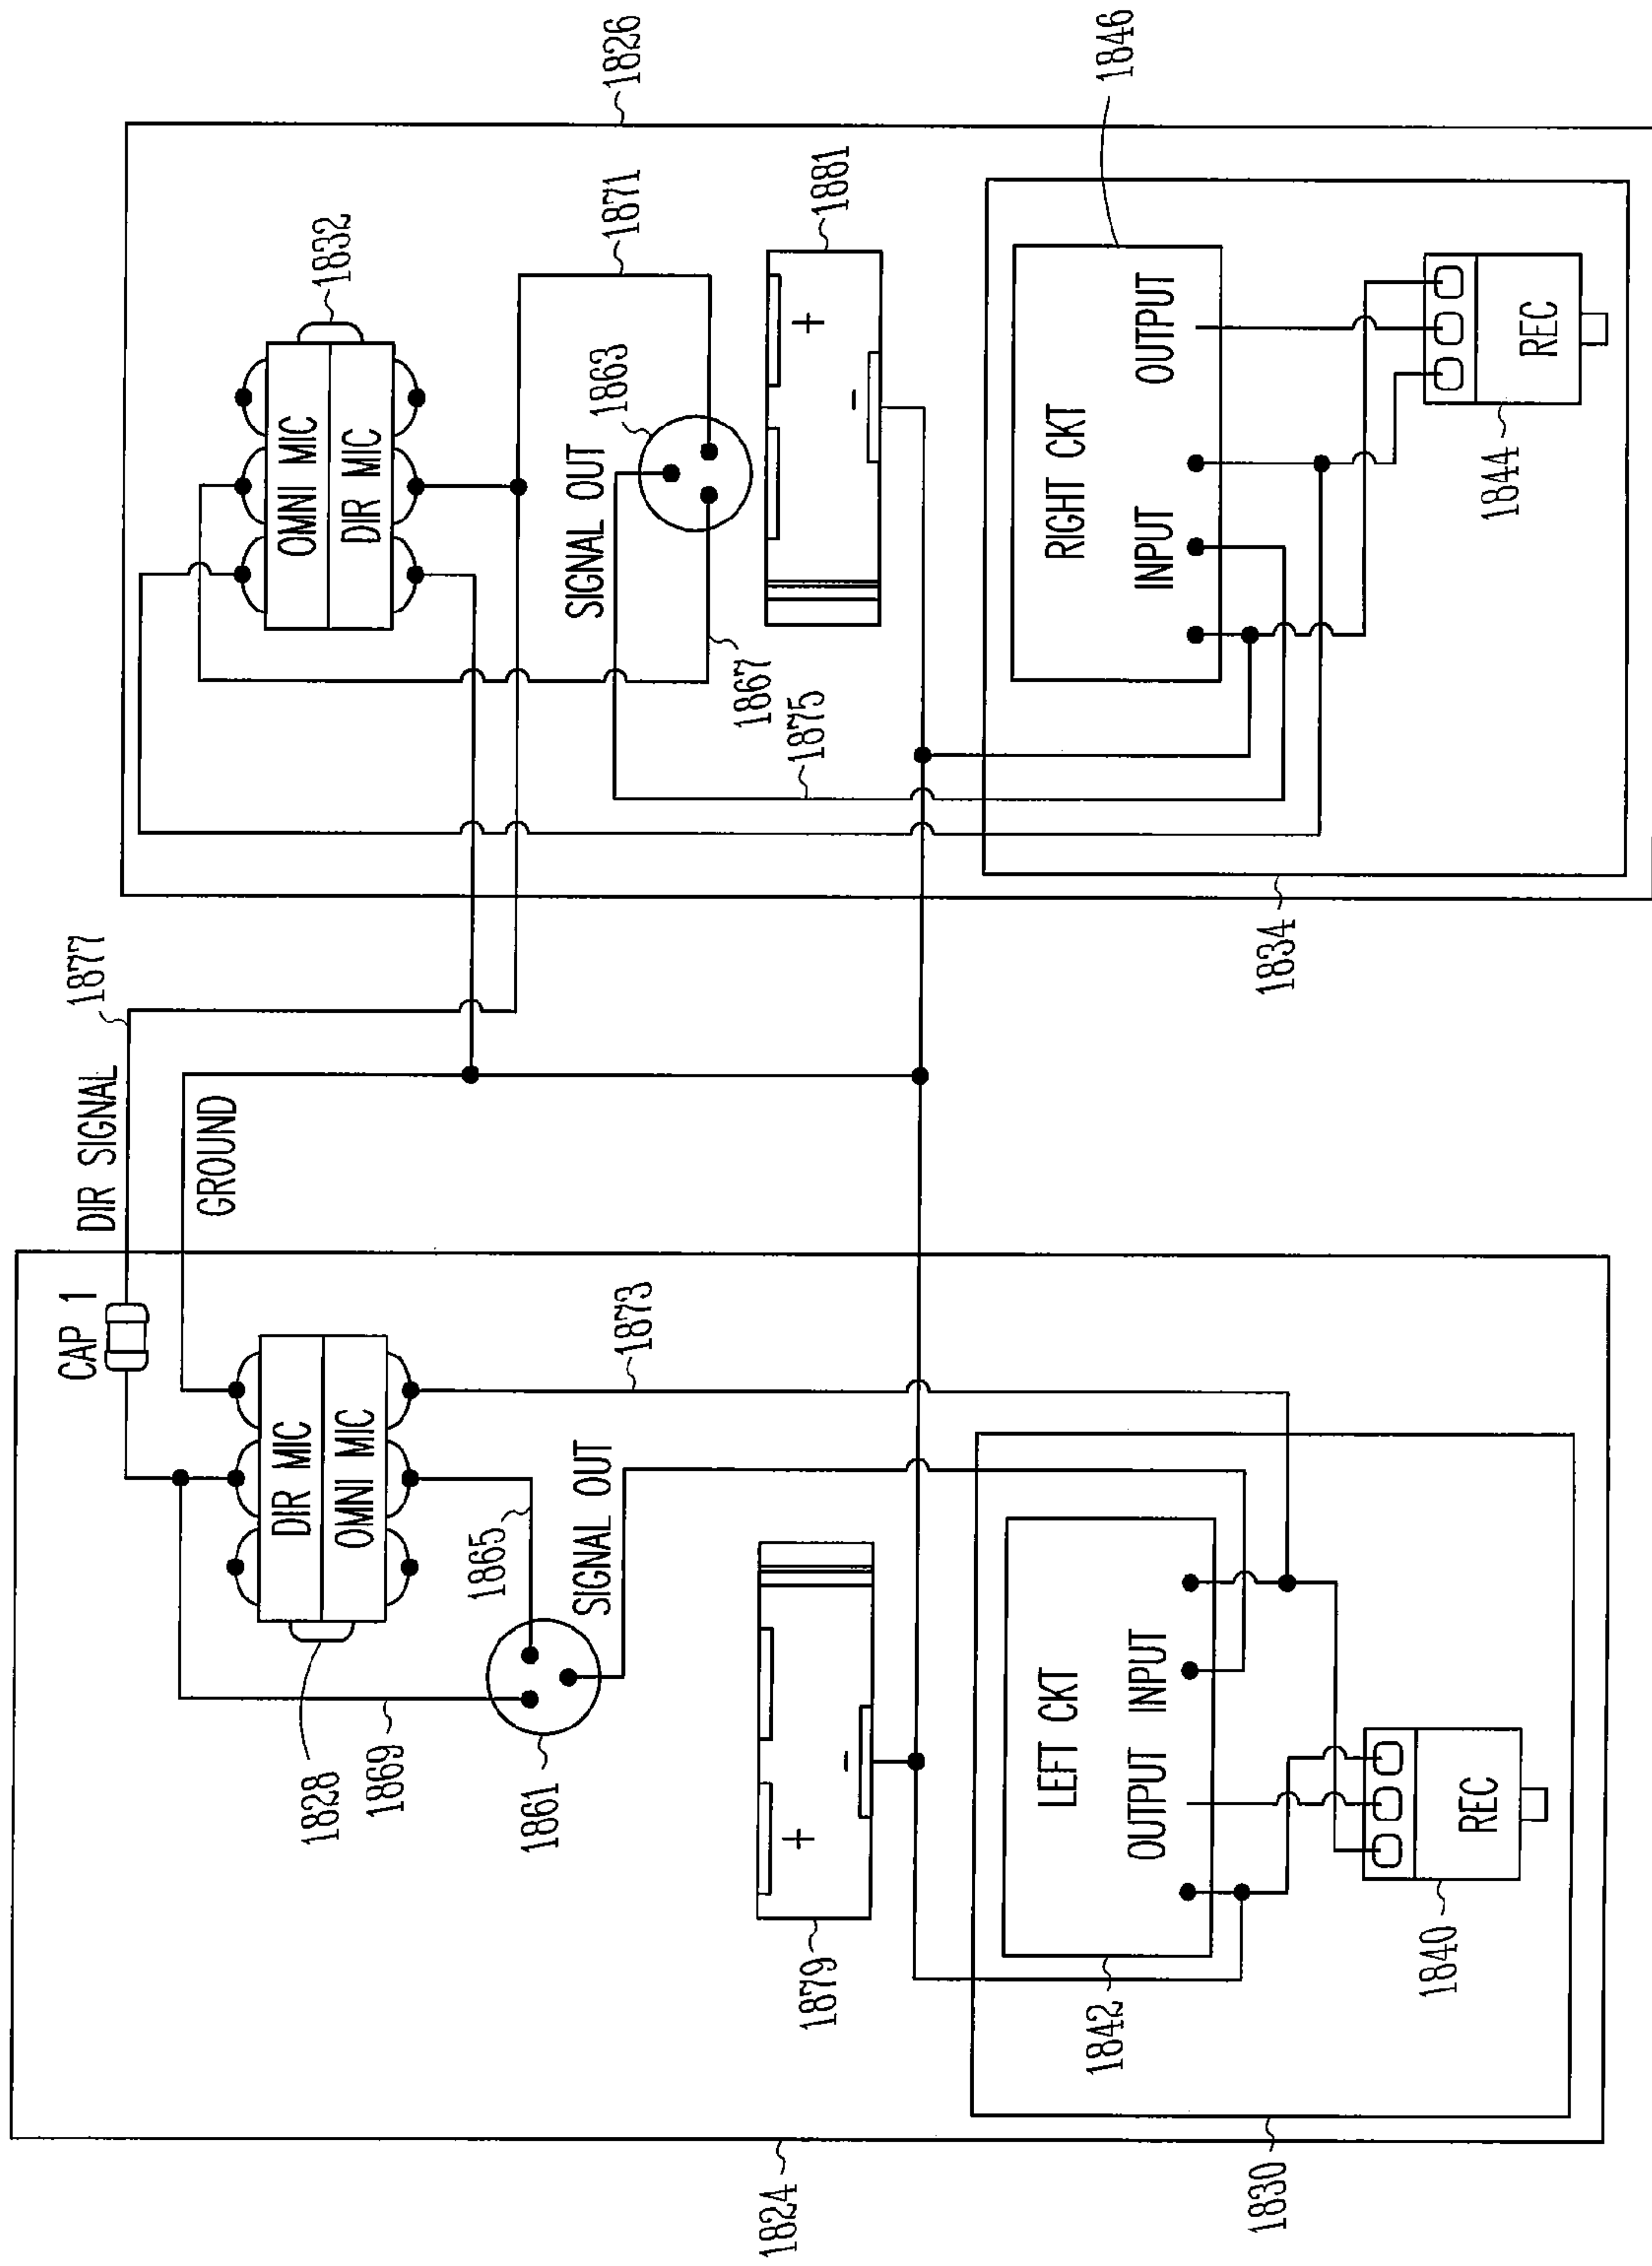 1826
1846
1832
OMNI MIC
DIR MIC
1871
SIGNAL OUT
1863
1881
+
-
1867
1875
RIGHT CKT
INPUT
OUTPUT
REC
1844
1834
1877
DIR SIGNAL
GROUND
CAP 1
DIR MIC
OMNI MIC
1828
1869
1861
1865
SIGNAL OUT
1873
+
-
1879
LEFT CKT
OUTPUT INPUT
1842
REC
1840
1824
1830